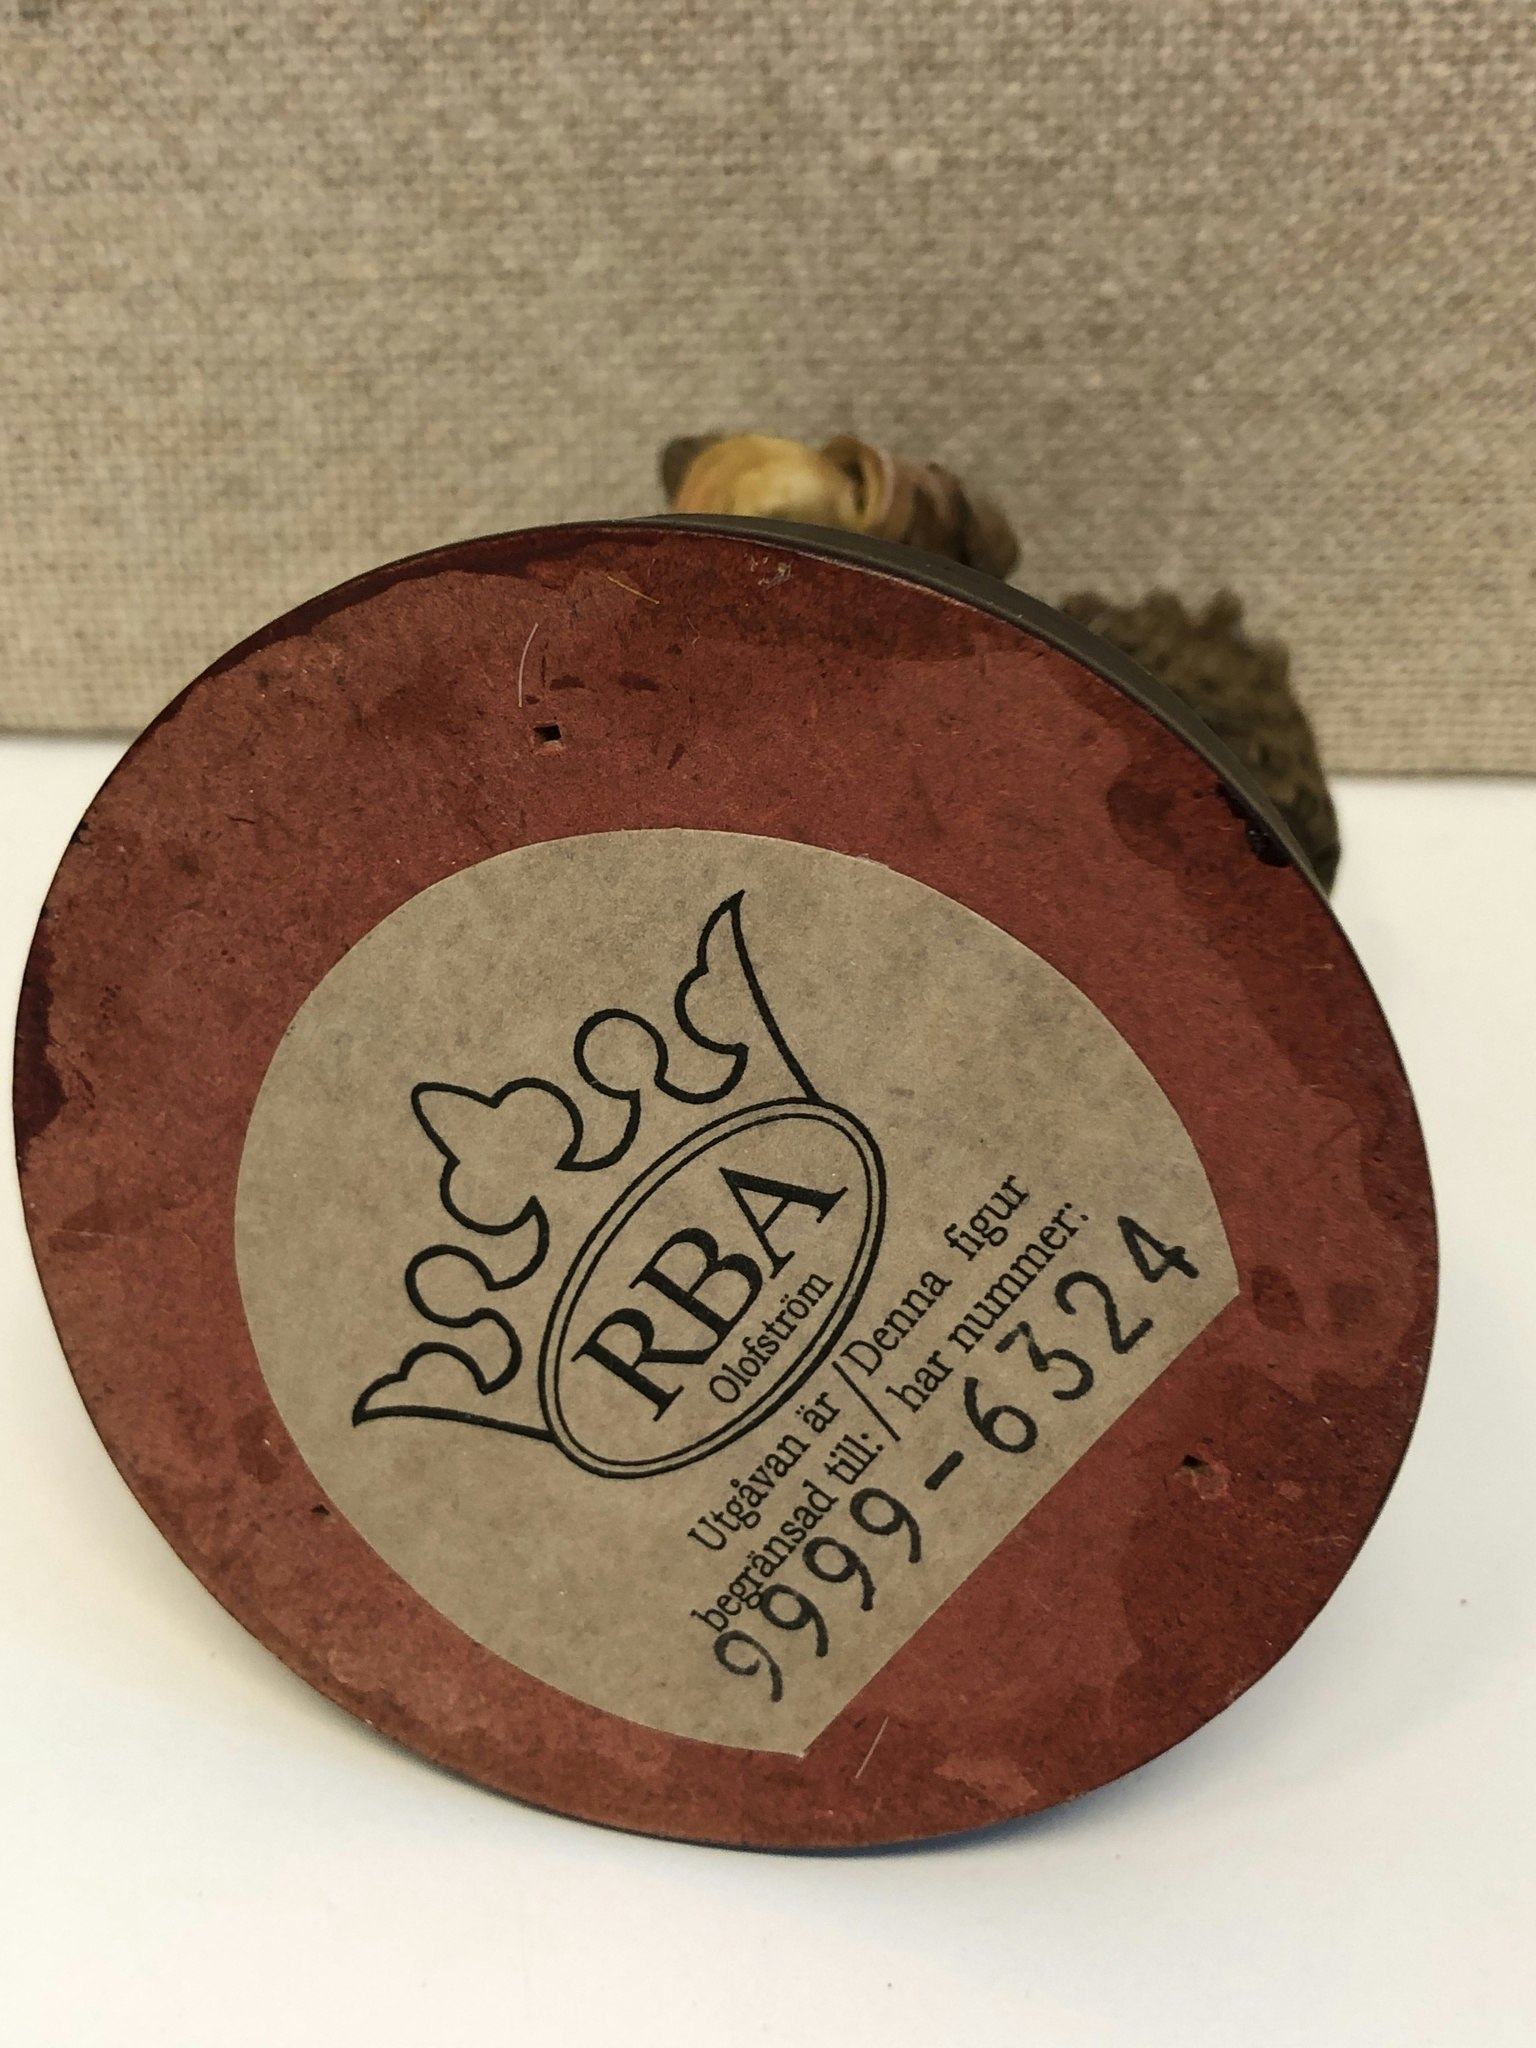 RBA
Olofström
Utgåvan är / Denna figur
begränsad till: / har nummer:
9999-6324